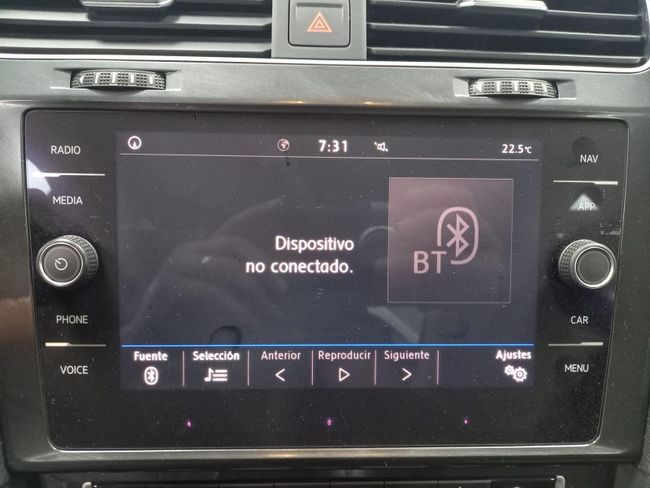 RADIO
MEDIA
PHONE
VOICE
7:31
22.5°C
Dispositivo
no conectado.
BT
Fuente
Selección
Anterior
Reproducir
Siguiente
Ajustes
NAV
APP
CAR
MENU